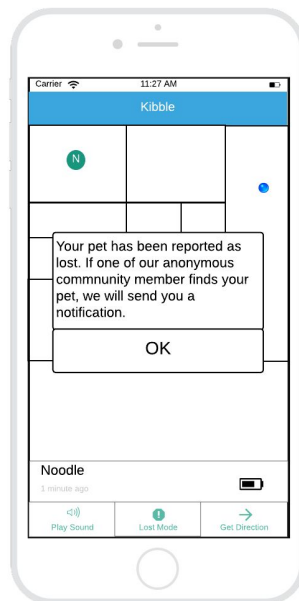 Carrier 11:27 AM
Kibble
N
Your pet has been reported as
lost. If one of our anonymous
commnunity member finds your
pet, we will send you a
notification.
OK
Noodle
1 minute ago
Play Sound Lost Mode Get Direction